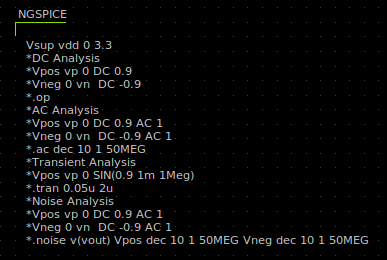 NGSPICE
Vsup vdd 0 3.3
*DC Analysis
*Vpos vp 0 DC 0.9
*Vneg 0 vn  DC -0.9
*.op
*AC Analysis
*Vpos vp 0 DC 0.9 AC 1
*Vneg 0 vn  DC -0.9 AC 1
*.ac dec 10 1 50MEG
*Transient Analysis
*Vpos vp 0 SIN(0.9 1m 1Meg)
*.tran 0.05u 2u
*Noise Analysis
*Vpos vp 0 DC 0.9 AC 1
*Vneg 0 vn  DC -0.9 AC 1
*.noise v(vout) Vpos dec 10 1 50MEG Vneg dec 10 1 50MEG